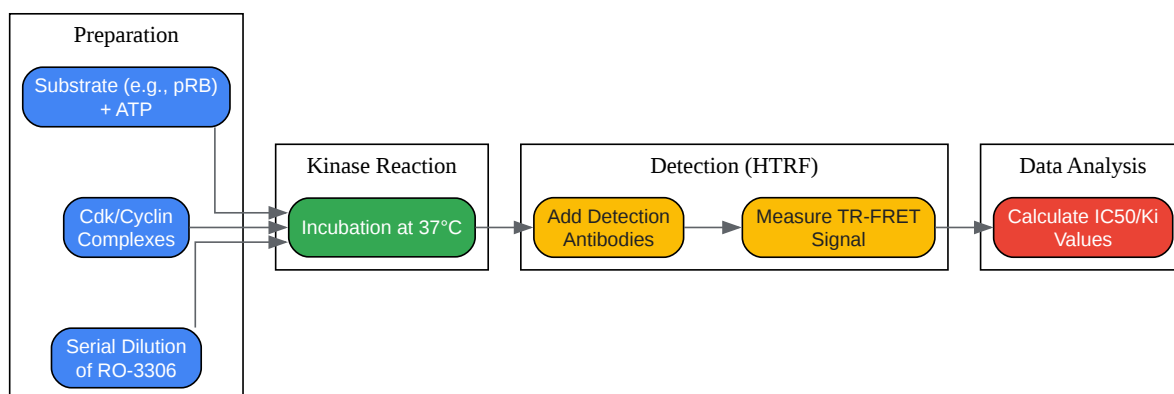 Preparation
Substrate (e.g., pRB)
+ ATP
Cdk/Cyclin
Complexes
Serial Dilution
of RO-3306
Kinase Reaction
Incubation at 37°C
Detection (HTRF)
Add Detection
Antibodies
Measure TR-FRET
Signal
Data Analysis
Calculate IC50/Ki
Values